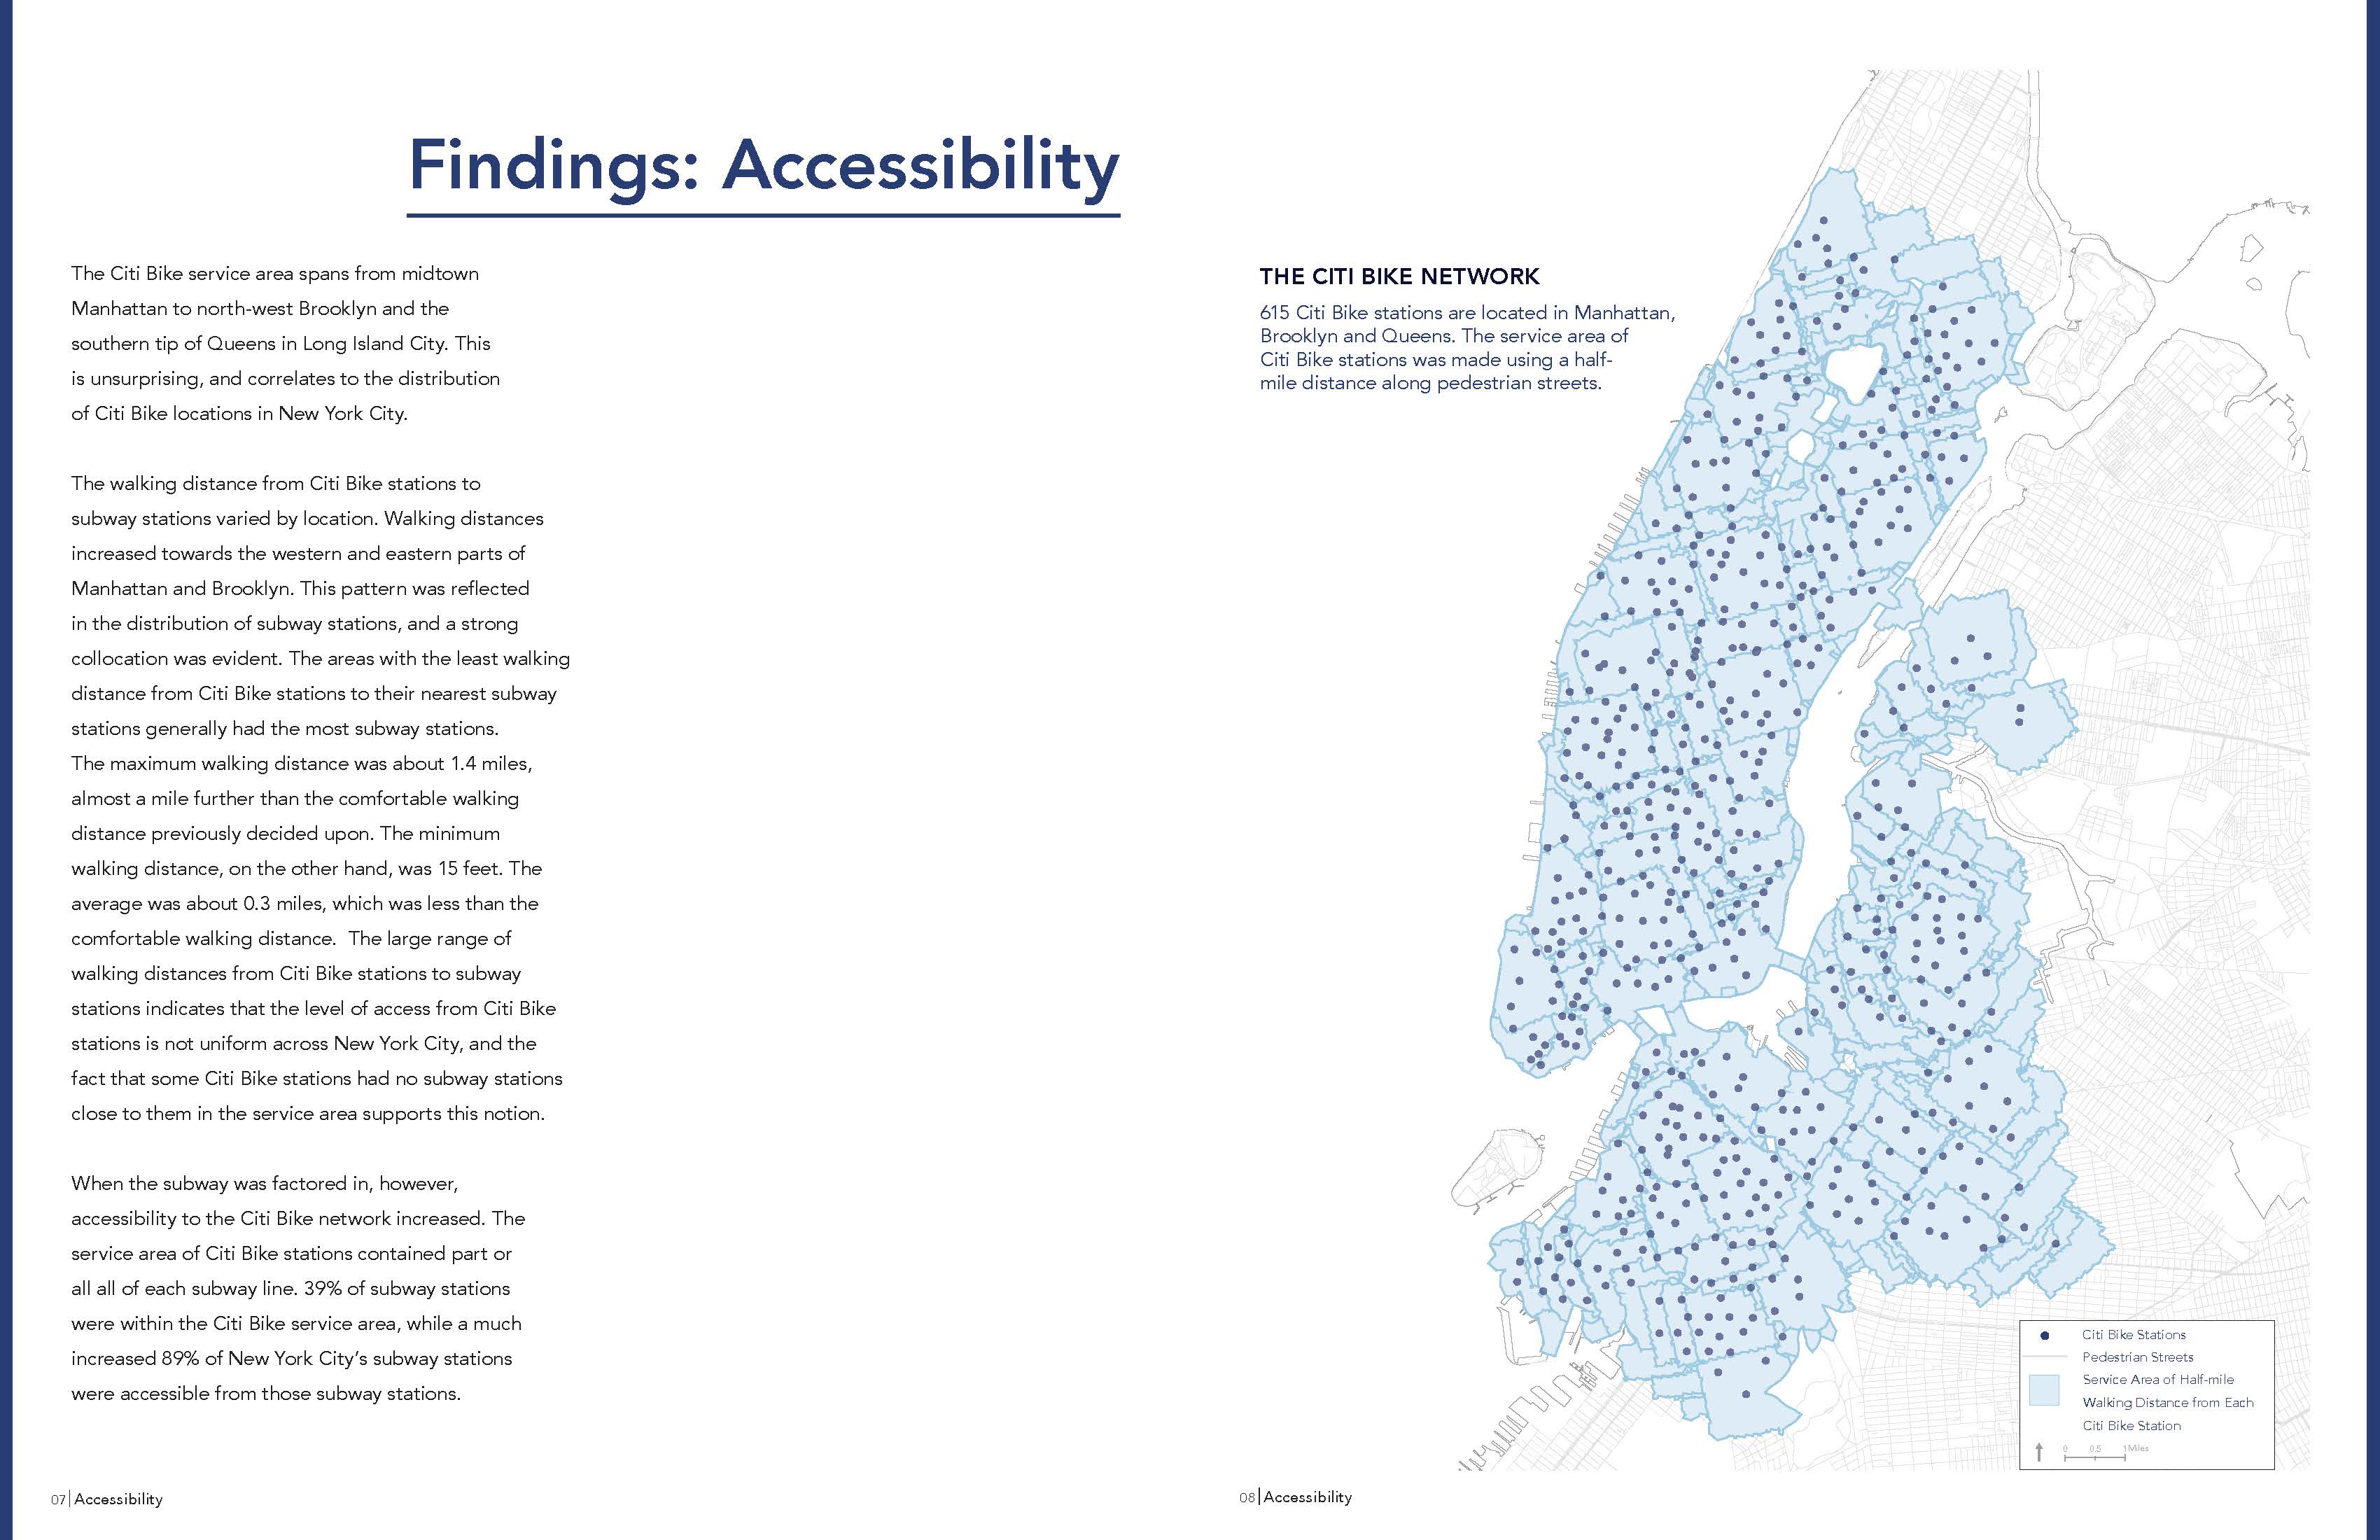 Findings: Accessibility
The Citi Bike service area spans from midtown
Manhattan to north-west Brooklyn and the
southern tip of Queens in Long Island City. This
is unsurprising, and correlates to the distribution
of Citi Bike locations in New York City.
The walking distance from Citi Bike stations to
subway stations varied by location. Walking distances
increased towards the western and eastern parts of
Manhattan and Brooklyn. This pattern was reflected
in the distribution of subway stations, and a strong
collocation was evident. The areas with the least walking
distance from Citi Bike stations to their nearest subway
stations generally had the most subway stations.
The maximum walking distance was about 1.4 miles,
almost a mile further than the comfortable walking
distance previously decided upon. The minimum
walking distance, on the other hand, was 15 feet. The
average was about 0.3 miles, which was less than the
comfortable walking distance.  The large range of
walking distances from Citi Bike stations to subway
stations indicates that the level of access from Citi Bike
stations is not uniform across New York City, and the
fact that some Citi Bike stations had no subway stations
close to them in the service area supports this notion.
When the subway was factored in, however,
accessibility to the Citi Bike network increased. The
service area of Citi Bike stations contained part or
all all of each subway line. 39% of subway stations
were within the Citi Bike service area, while a much
increased 89% of New York City's subway stations
were accessible from those subway stations.
07|Accessibility
THE CITI BIKE NETWORK
615 Citi Bike stations are located in Manhattan,
Brooklyn and Queens. The service area of
Citi Bike stations was made using a half-
mile distance along pedestrian streets.
Citi Bike Stations
Pedestrian Streets
Service Area of Half-mile
Walking Distance from Each
Citi Bike Station
0 0.5 1 Miles
08|Accessibility